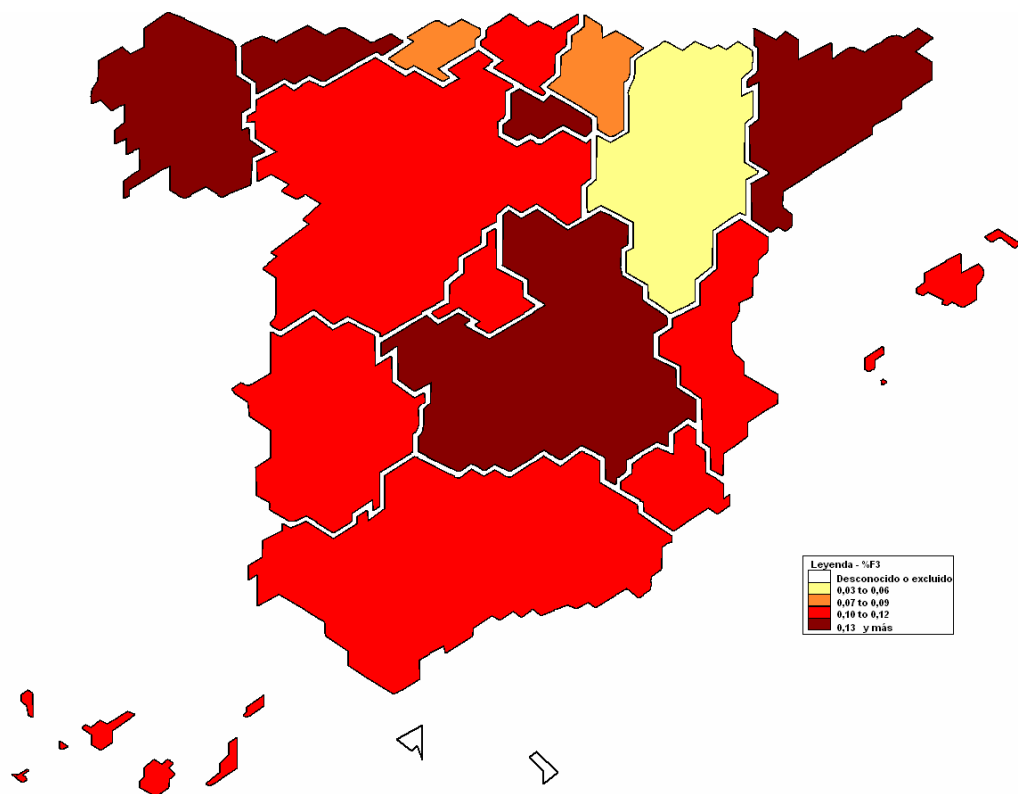 Leyenda - %F3
Desconocido o excluido
0,03 to 0,06
0,07 to 0,09
0,10 to 0,12
0,13 y más